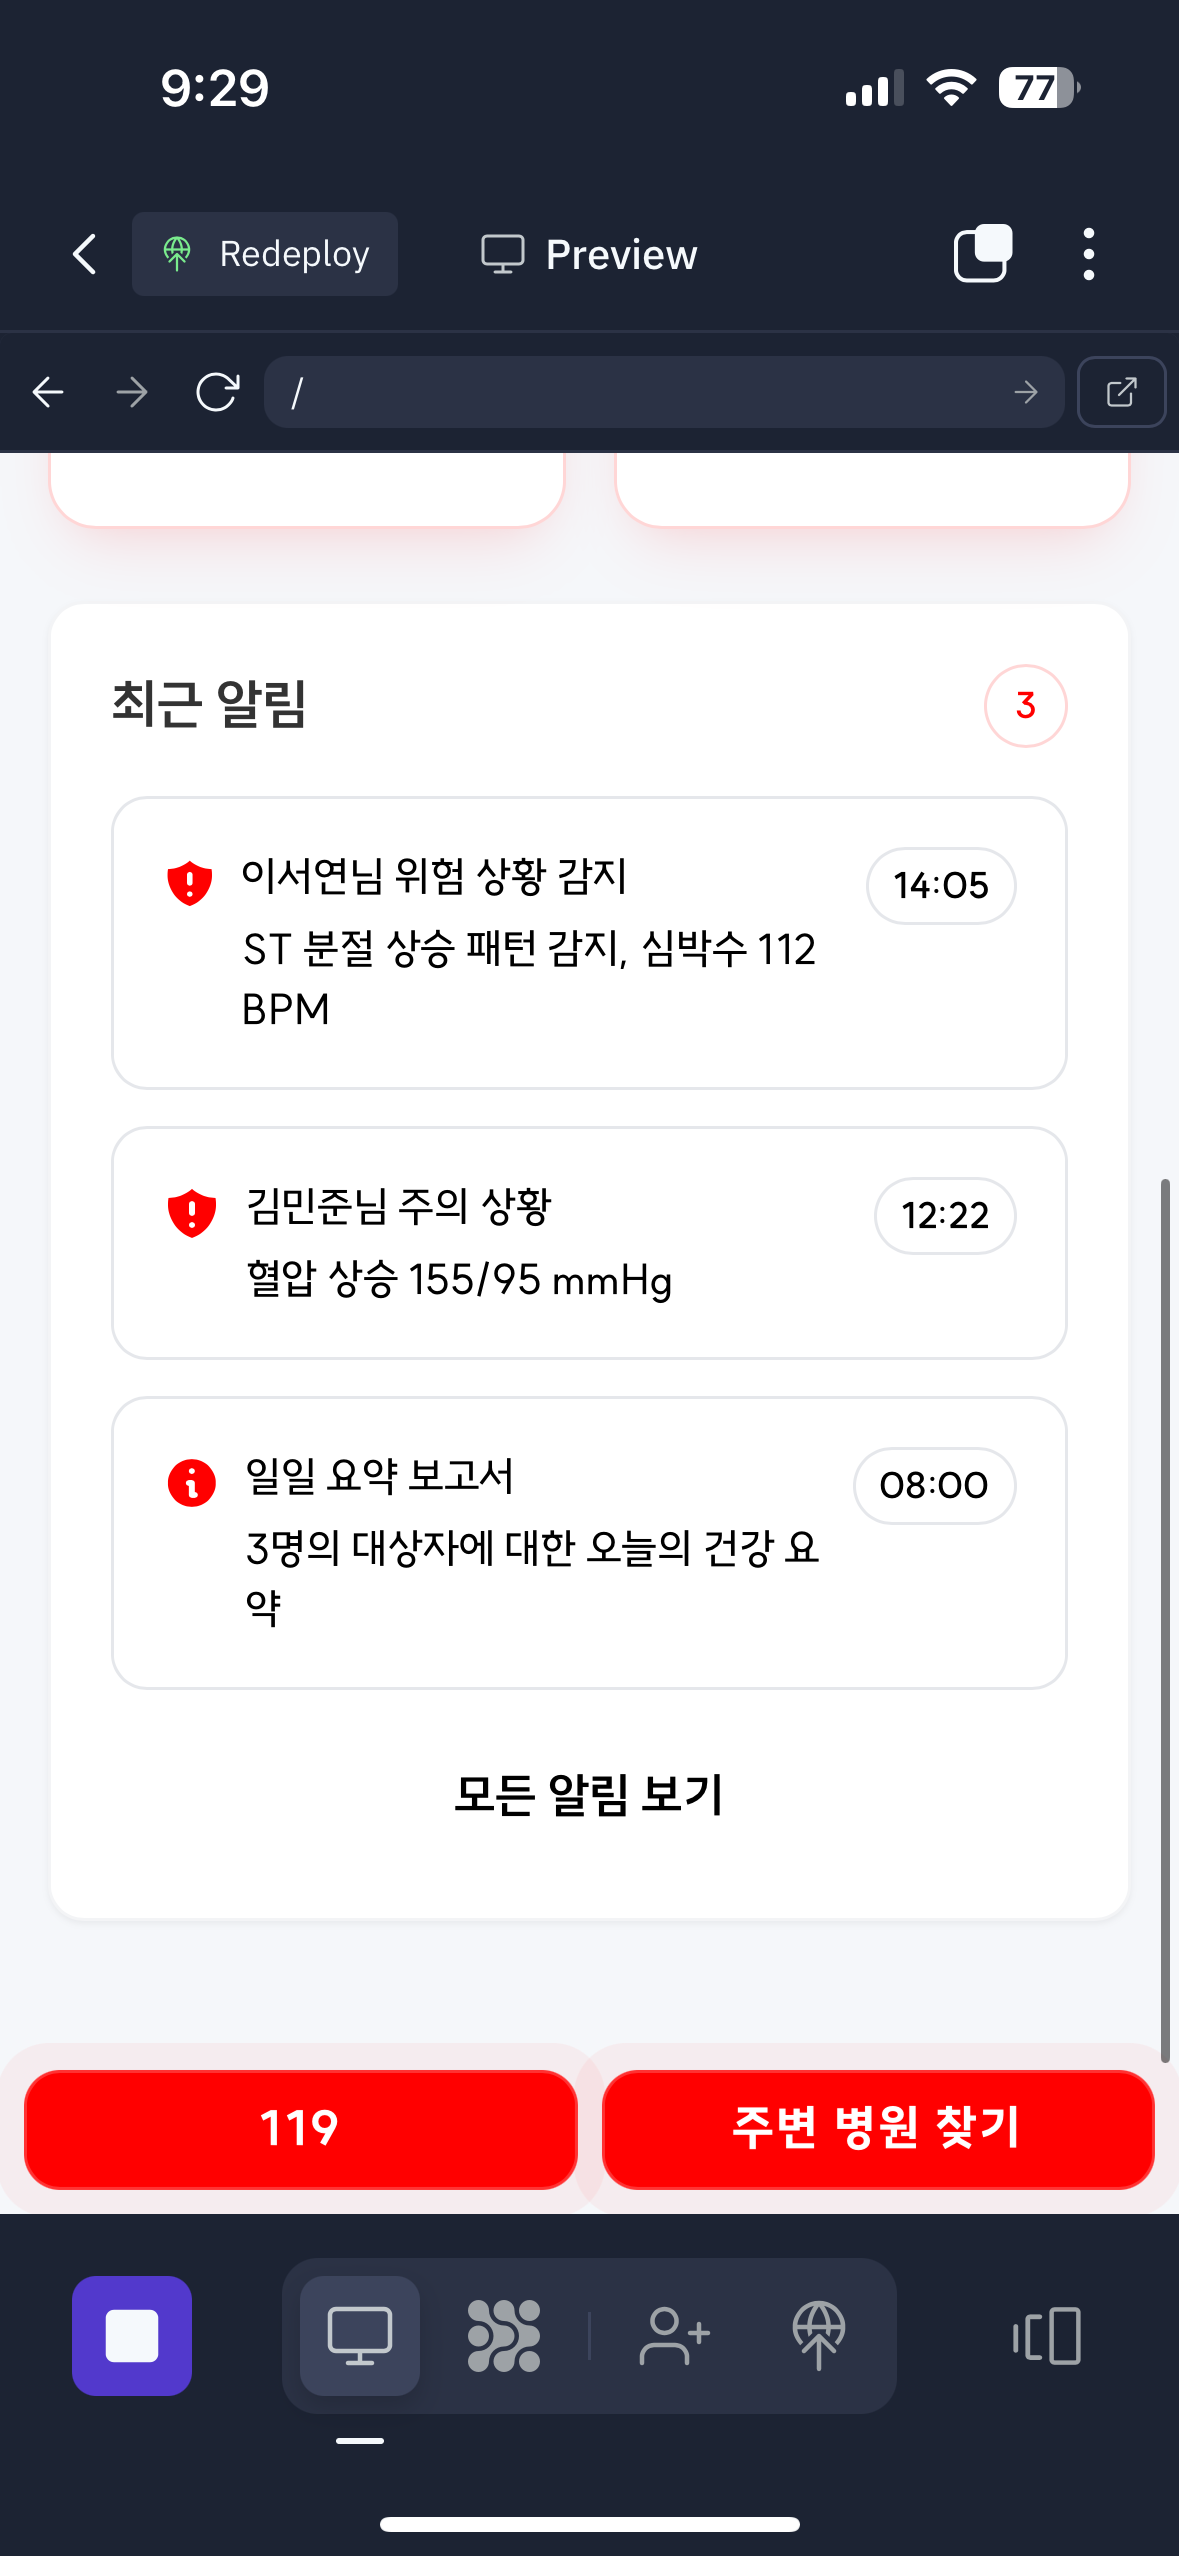 9:29
77
Redeploy
Preview
/
최근 알림
3
이서연님 위험 상황 감지
14:05
ST 분절 상승 패턴 감지, 심박수 112
BPM
김민준님 주의 상황
12:22
혈압 상승 155/95 mmHg
일일 요약 보고서
08:00
3명의 대상자에 대한 오늘의 건강 요
약
모든 알림 보기
119
주변 병원 찾기